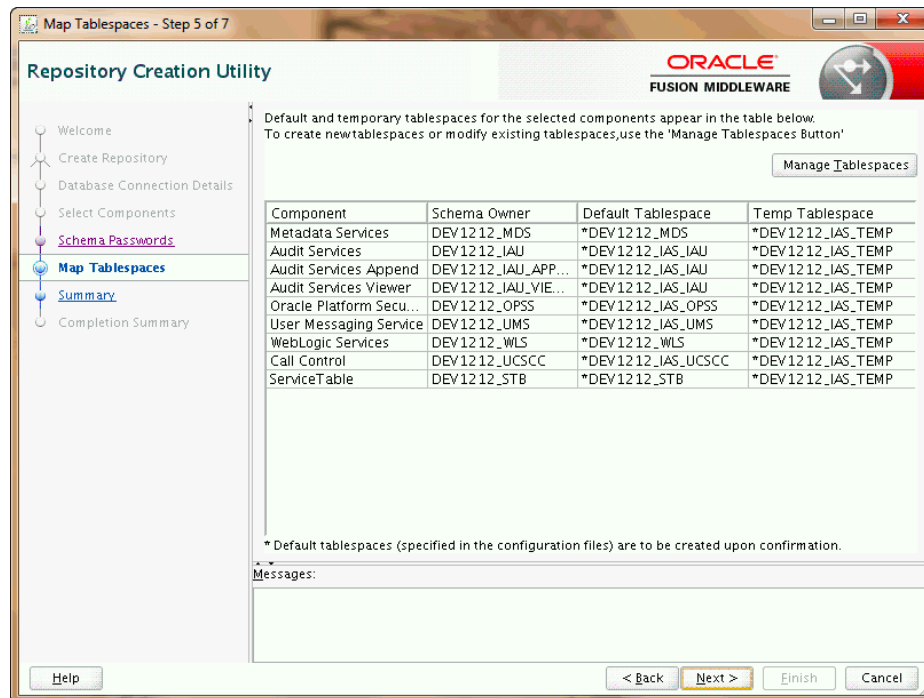 Map Tablespaces - Step 5 of 7
Repository Creation Utility
ORACLE
FUSION MIDDLEWARE
Welcome
Create Repository
Database Connection Details
Select Components
Schema Passwords
Map Tablespaces
Summary
Completion Summary
Default and temporary tablespaces for the selected components appear in the table below.
To create newtablespaces or modify existing tablespaces,use the 'Manage Tablespaces Button'
Manage Tablespaces
Component Schema Owner Default Tablespace Temp Tablespace
Metadata Services DEV1212_MDS *DEV1212_MDS *DEV1212_IAS_TEMP
Audit Services DEV1212_IAU *DEV1212_IAS_IAU *DEV1212_IAS_TEMP
Audit Services Append DEV1212_IAU_APP... *DEV1212_IAS_IAU *DEV1212_IAS_TEMP
Audit Services Viewer DEV1212_IAU_VIE... *DEV1212_IAS_IAU *DEV1212_IAS_TEMP
Oracle Platform Secu... DEV1212_OPSS *DEV1212_IAS_OPSS *DEV1212_IAS_TEMP
User Messaging Service DEV1212_UMS *DEV1212_IAS_UMS *DEV1212_IAS_TEMP
WebLogic Services DEV1212_WLS *DEV1212_WLS *DEV1212_IAS_TEMP
Call Control DEV1212_UCSCC *DEV1212_IAS_UCSCC *DEV1212_IAS_TEMP
ServiceTable DEV1212_STB *DEV1212_STB *DEV1212_IAS_TEMP
* Default tablespaces (specified in the configuration files) are to be created upon confirmation.
Messages:
Help
< Back
Next >
Finish
Cancel